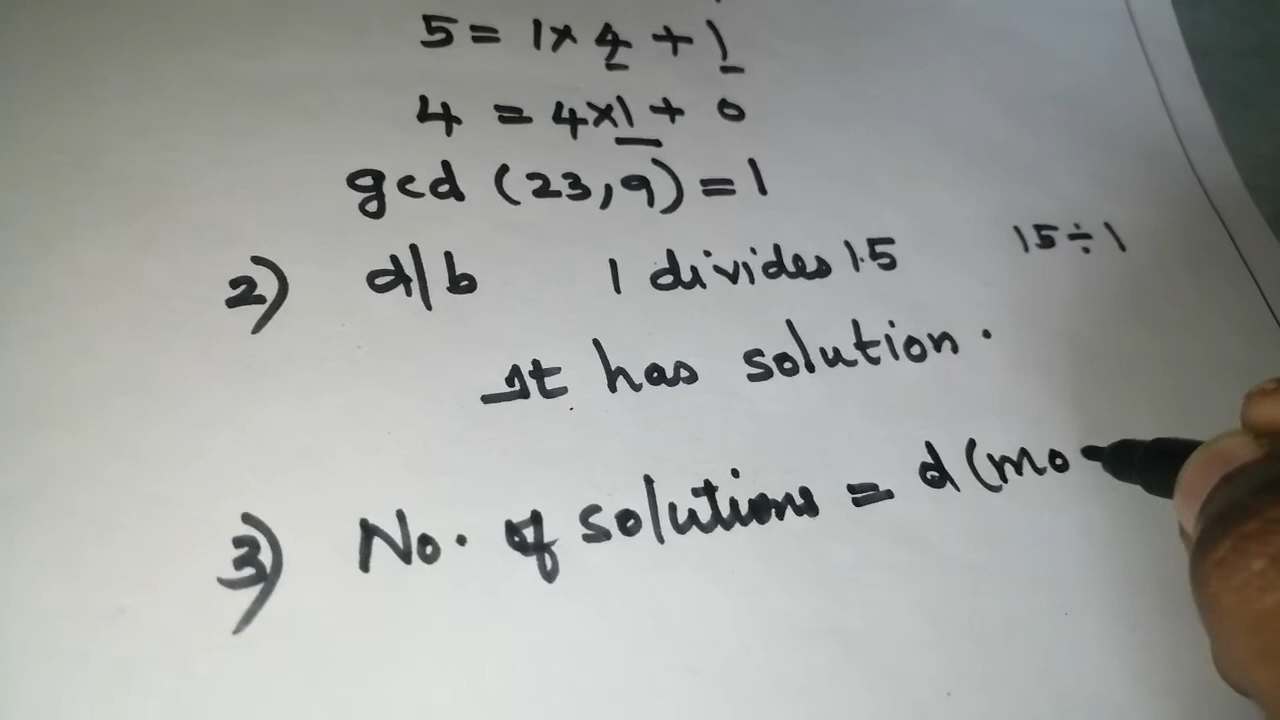 5 = 1 × 4 + 1
4 = 4 × 1 + 0
gcd (23, 9) = 1
2) d/b 1 divides 15 15 ÷ 1
It has solution.
3) No. of solutions = d (mo